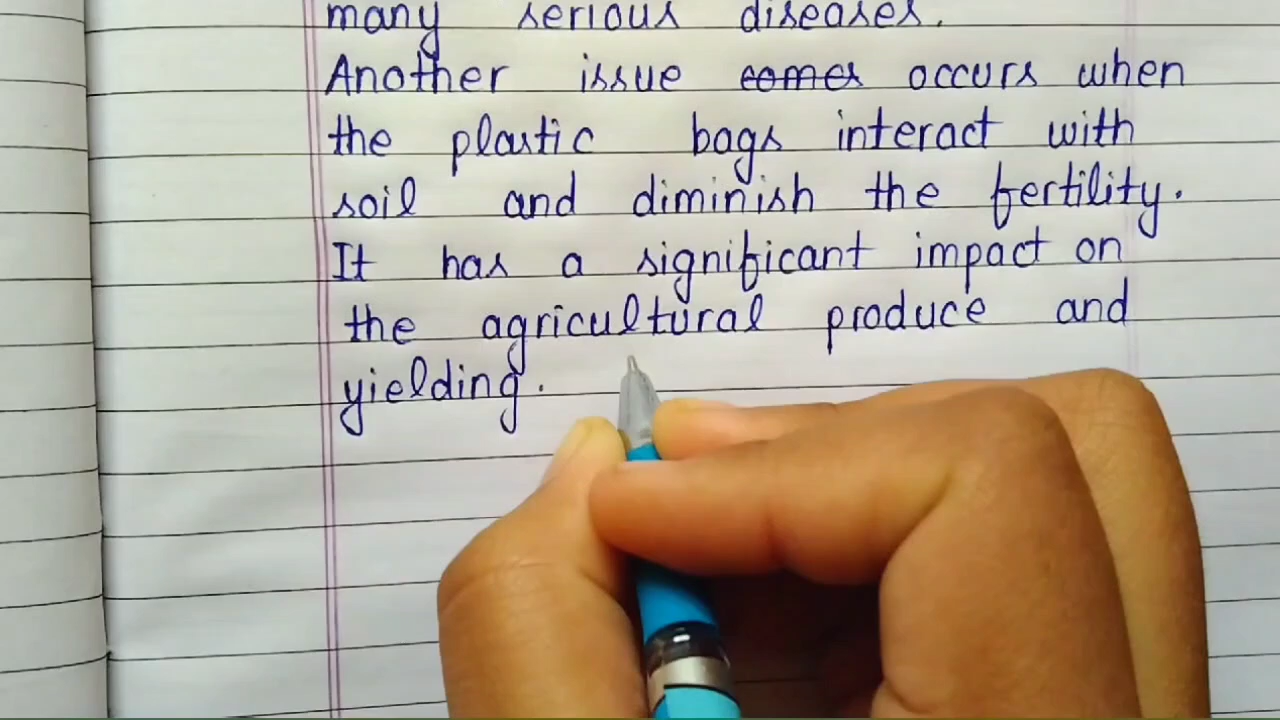 many serious diseases.
Another issue comes occurs when
the plastic bags interact with
soil and diminish the fertility.
It has a significant impact on
the agricultural produce and
yielding.